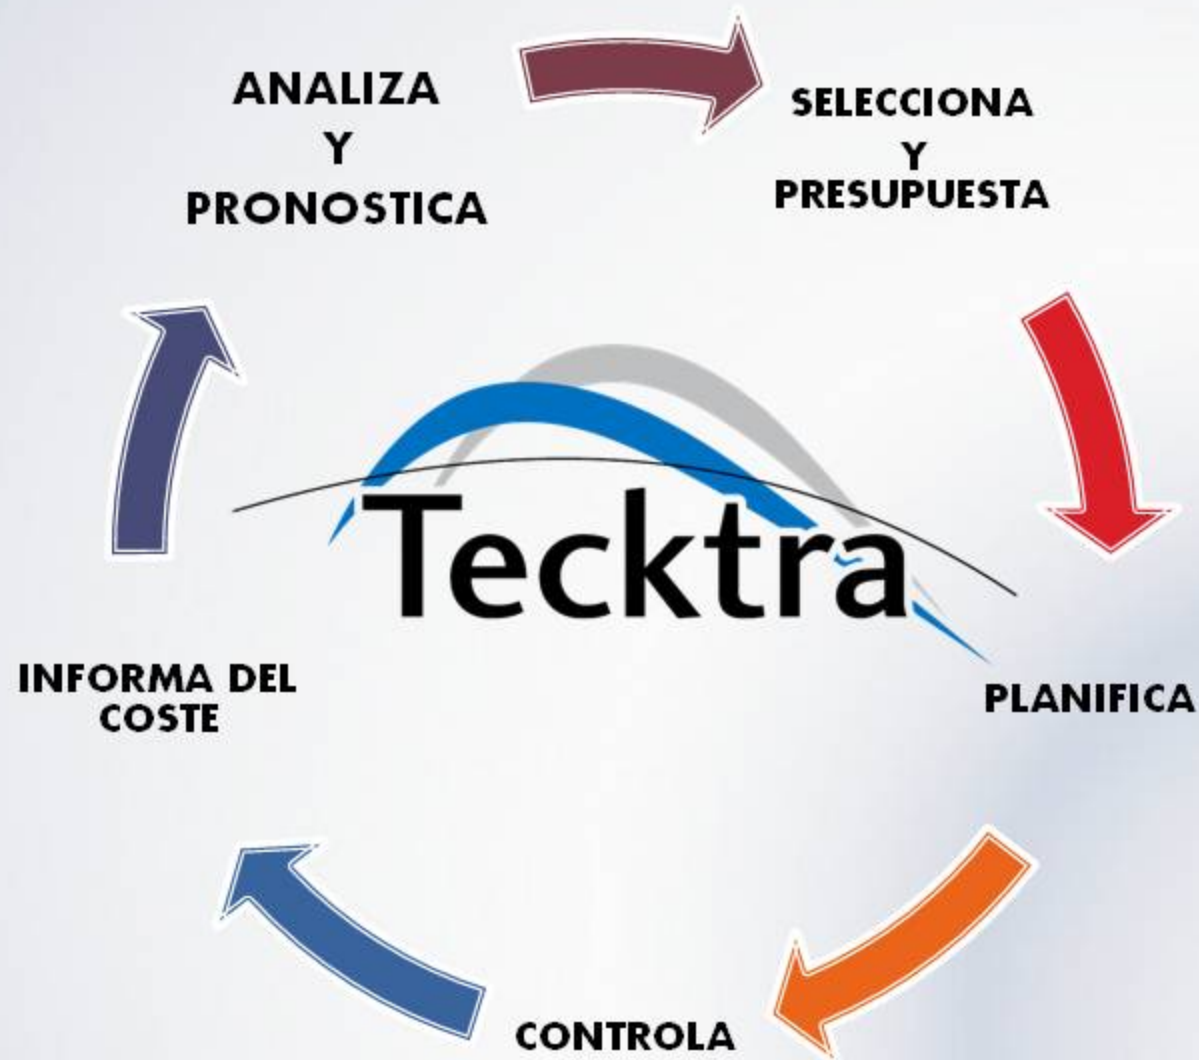 ANALIZA
Y
PRONOSTICA
SELECCIONA
Y
PRESUPUESTA
Tecktra
INFORMA DEL
COSTE
PLANIFICA
CONTROLA